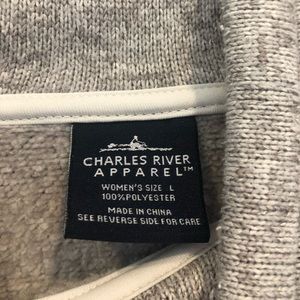 CHARLES RIVER
APPAREL™
WOMEN'S SIZE L
100%POLYESTER
MADE IN CHINA
SEE REVERSE SIDE FOR CARE